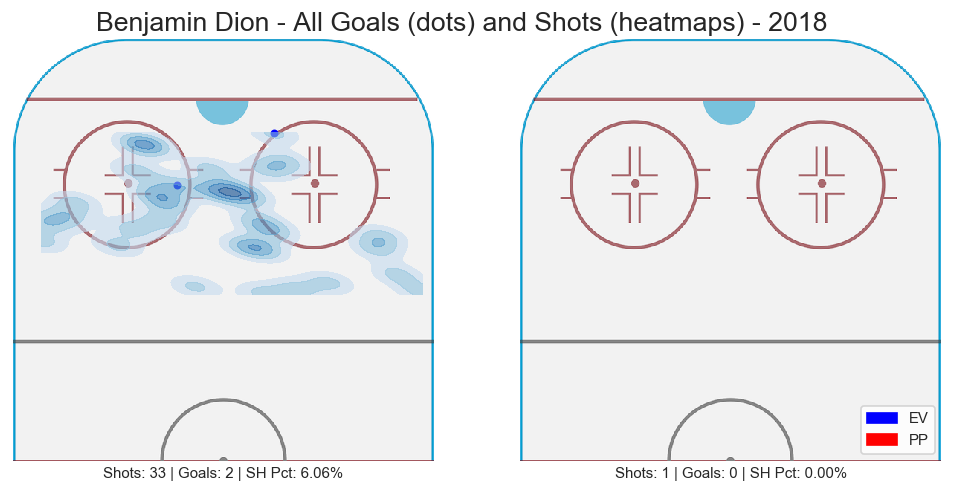 Benjamin Dion - All Goals (dots) and Shots (heatmaps) - 2018
EV
PP
Shots: 33 | Goals: 2 | SH Pct: 6.06%
Shots: 1 | Goals: 0 | SH Pct: 0.00%